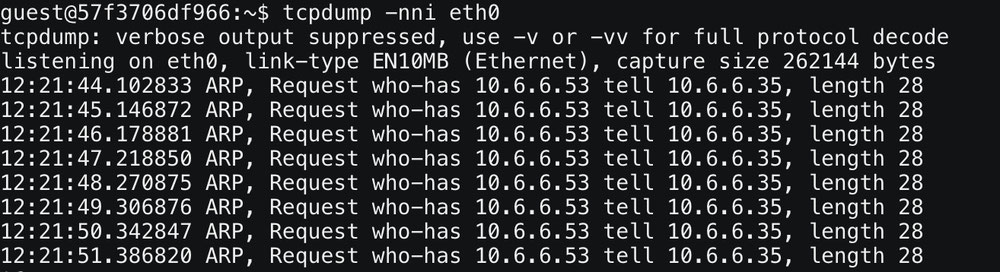 guest@57f3706df966:~$ tcpdump -nni eth0
tcpdump: verbose output suppressed, use -v or -vv for full protocol decode
listening on eth0, link-type EN10MB (Ethernet), capture size 262144 bytes
12:21:44.102833 ARP, Request who-has 10.6.6.53 tell 10.6.6.35, length 28
12:21:45.146872 ARP, Request who-has 10.6.6.53 tell 10.6.6.35, length 28
12:21:46.178881 ARP, Request who-has 10.6.6.53 tell 10.6.6.35, length 28
12:21:47.218850 ARP, Request who-has 10.6.6.53 tell 10.6.6.35, length 28
12:21:48.270875 ARP, Request who-has 10.6.6.53 tell 10.6.6.35, length 28
12:21:49.306876 ARP, Request who-has 10.6.6.53 tell 10.6.6.35, length 28
12:21:50.342847 ARP, Request who-has 10.6.6.53 tell 10.6.6.35, length 28
12:21:51.386820 ARP, Request who-has 10.6.6.53 tell 10.6.6.35, length 28